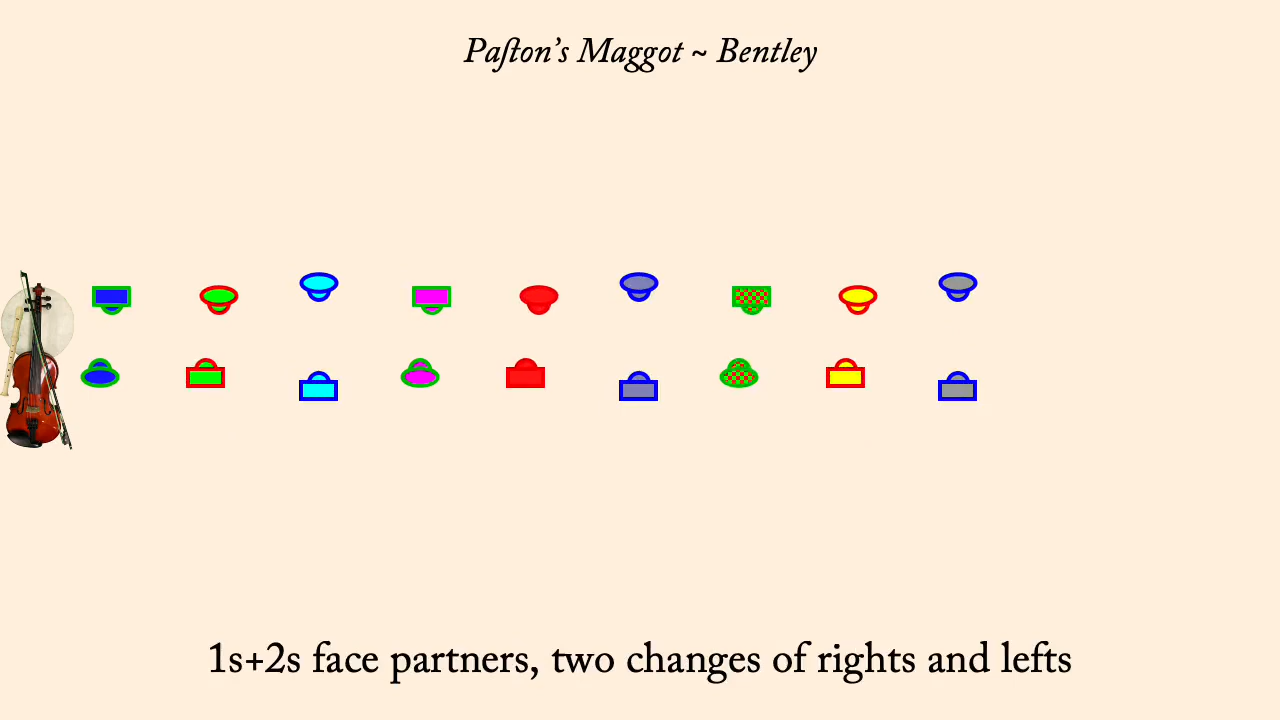 Paſton's Maggot ~ Bentley
1s+2s face partners, two changes of rights and lefts